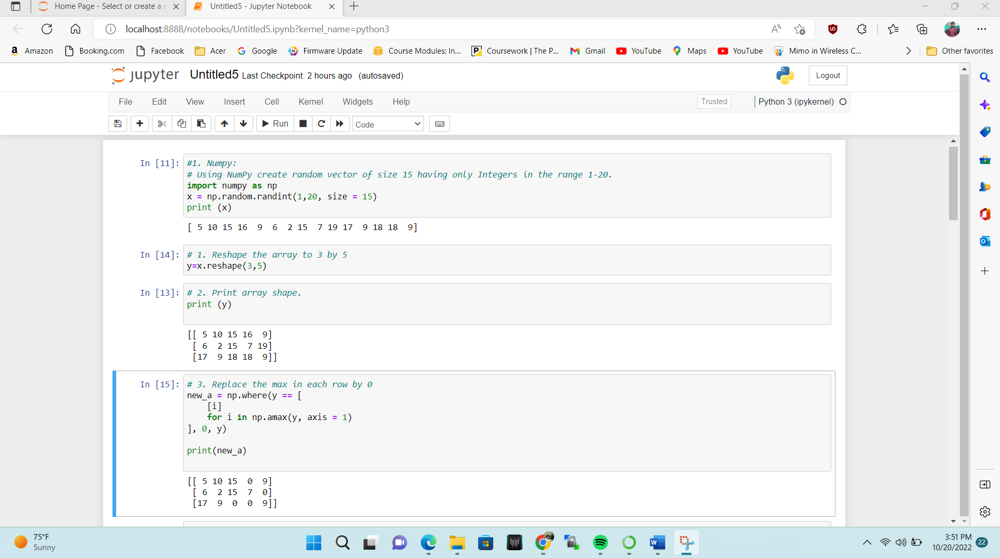 Home Page - Select or create a n
Untitled5 - Jupyter Notebook
localhost:8888/notebooks/Untitled5.ipynb?kernel_name=python3
Amazon Booking.com Facebook Acer Google Firmware Update Course Modules: In... Coursework | The P... Gmail YouTube Maps YouTube Mimo in Wireless C... Other favorites
jupyter Untitled5 Last Checkpoint: 2 hours ago (autosaved) Logout
File Edit View Insert Cell Kernel Widgets Help Trusted Python 3 (ipykernel)
Run Code
In [11]: #1. Numpy:
# Using NumPy create random vector of size 15 having only Integers in the range 1-20.
import numpy as np
x = np.random.randint(1,20, size = 15)
print (x)
[ 5 10 15 16  9  6  2 15  7 19 17  9 18 18  9]
In [14]: # 1. Reshape the array to 3 by 5
y=x.reshape(3,5)
In [13]: # 2. Print array shape.
print (y)
[[ 5 10 15 16  9]
 [ 6  2 15  7 19]
 [17  9 18 18  9]]
In [15]: # 3. Replace the max in each row by 0
new_a = np.where(y == [
    [i]
    for i in np.amax(y, axis = 1)
], 0, y)
print(new_a)
[[ 5 10 15  0  9]
 [ 6  2 15  7  0]
 [17  9  0  0  9]]
75°F
Sunny
3:51 PM
10/20/2022
22